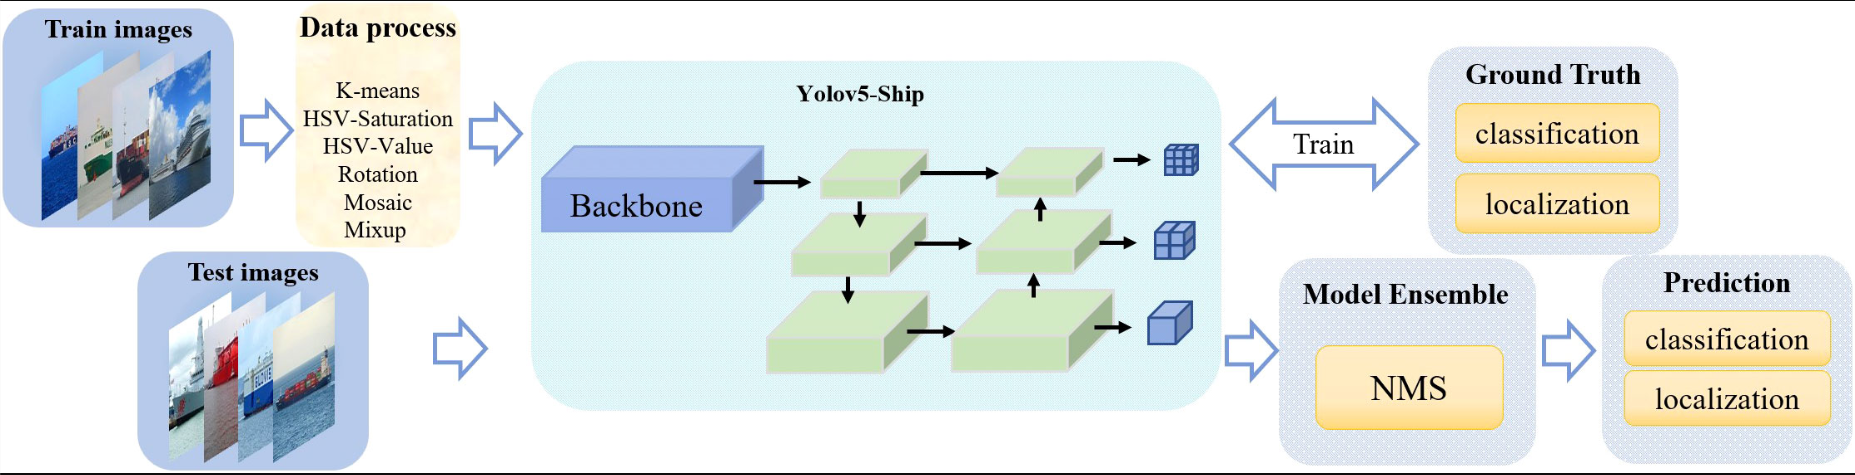 Train images
Data process
K-means
HSV-Saturation
HSV-Value
Rotation
Mosaic
Mixup
Test images
Yolov5-Ship
Backbone
Train
Ground Truth
classification
localization
Model Ensemble
NMS
Prediction
classification
localization